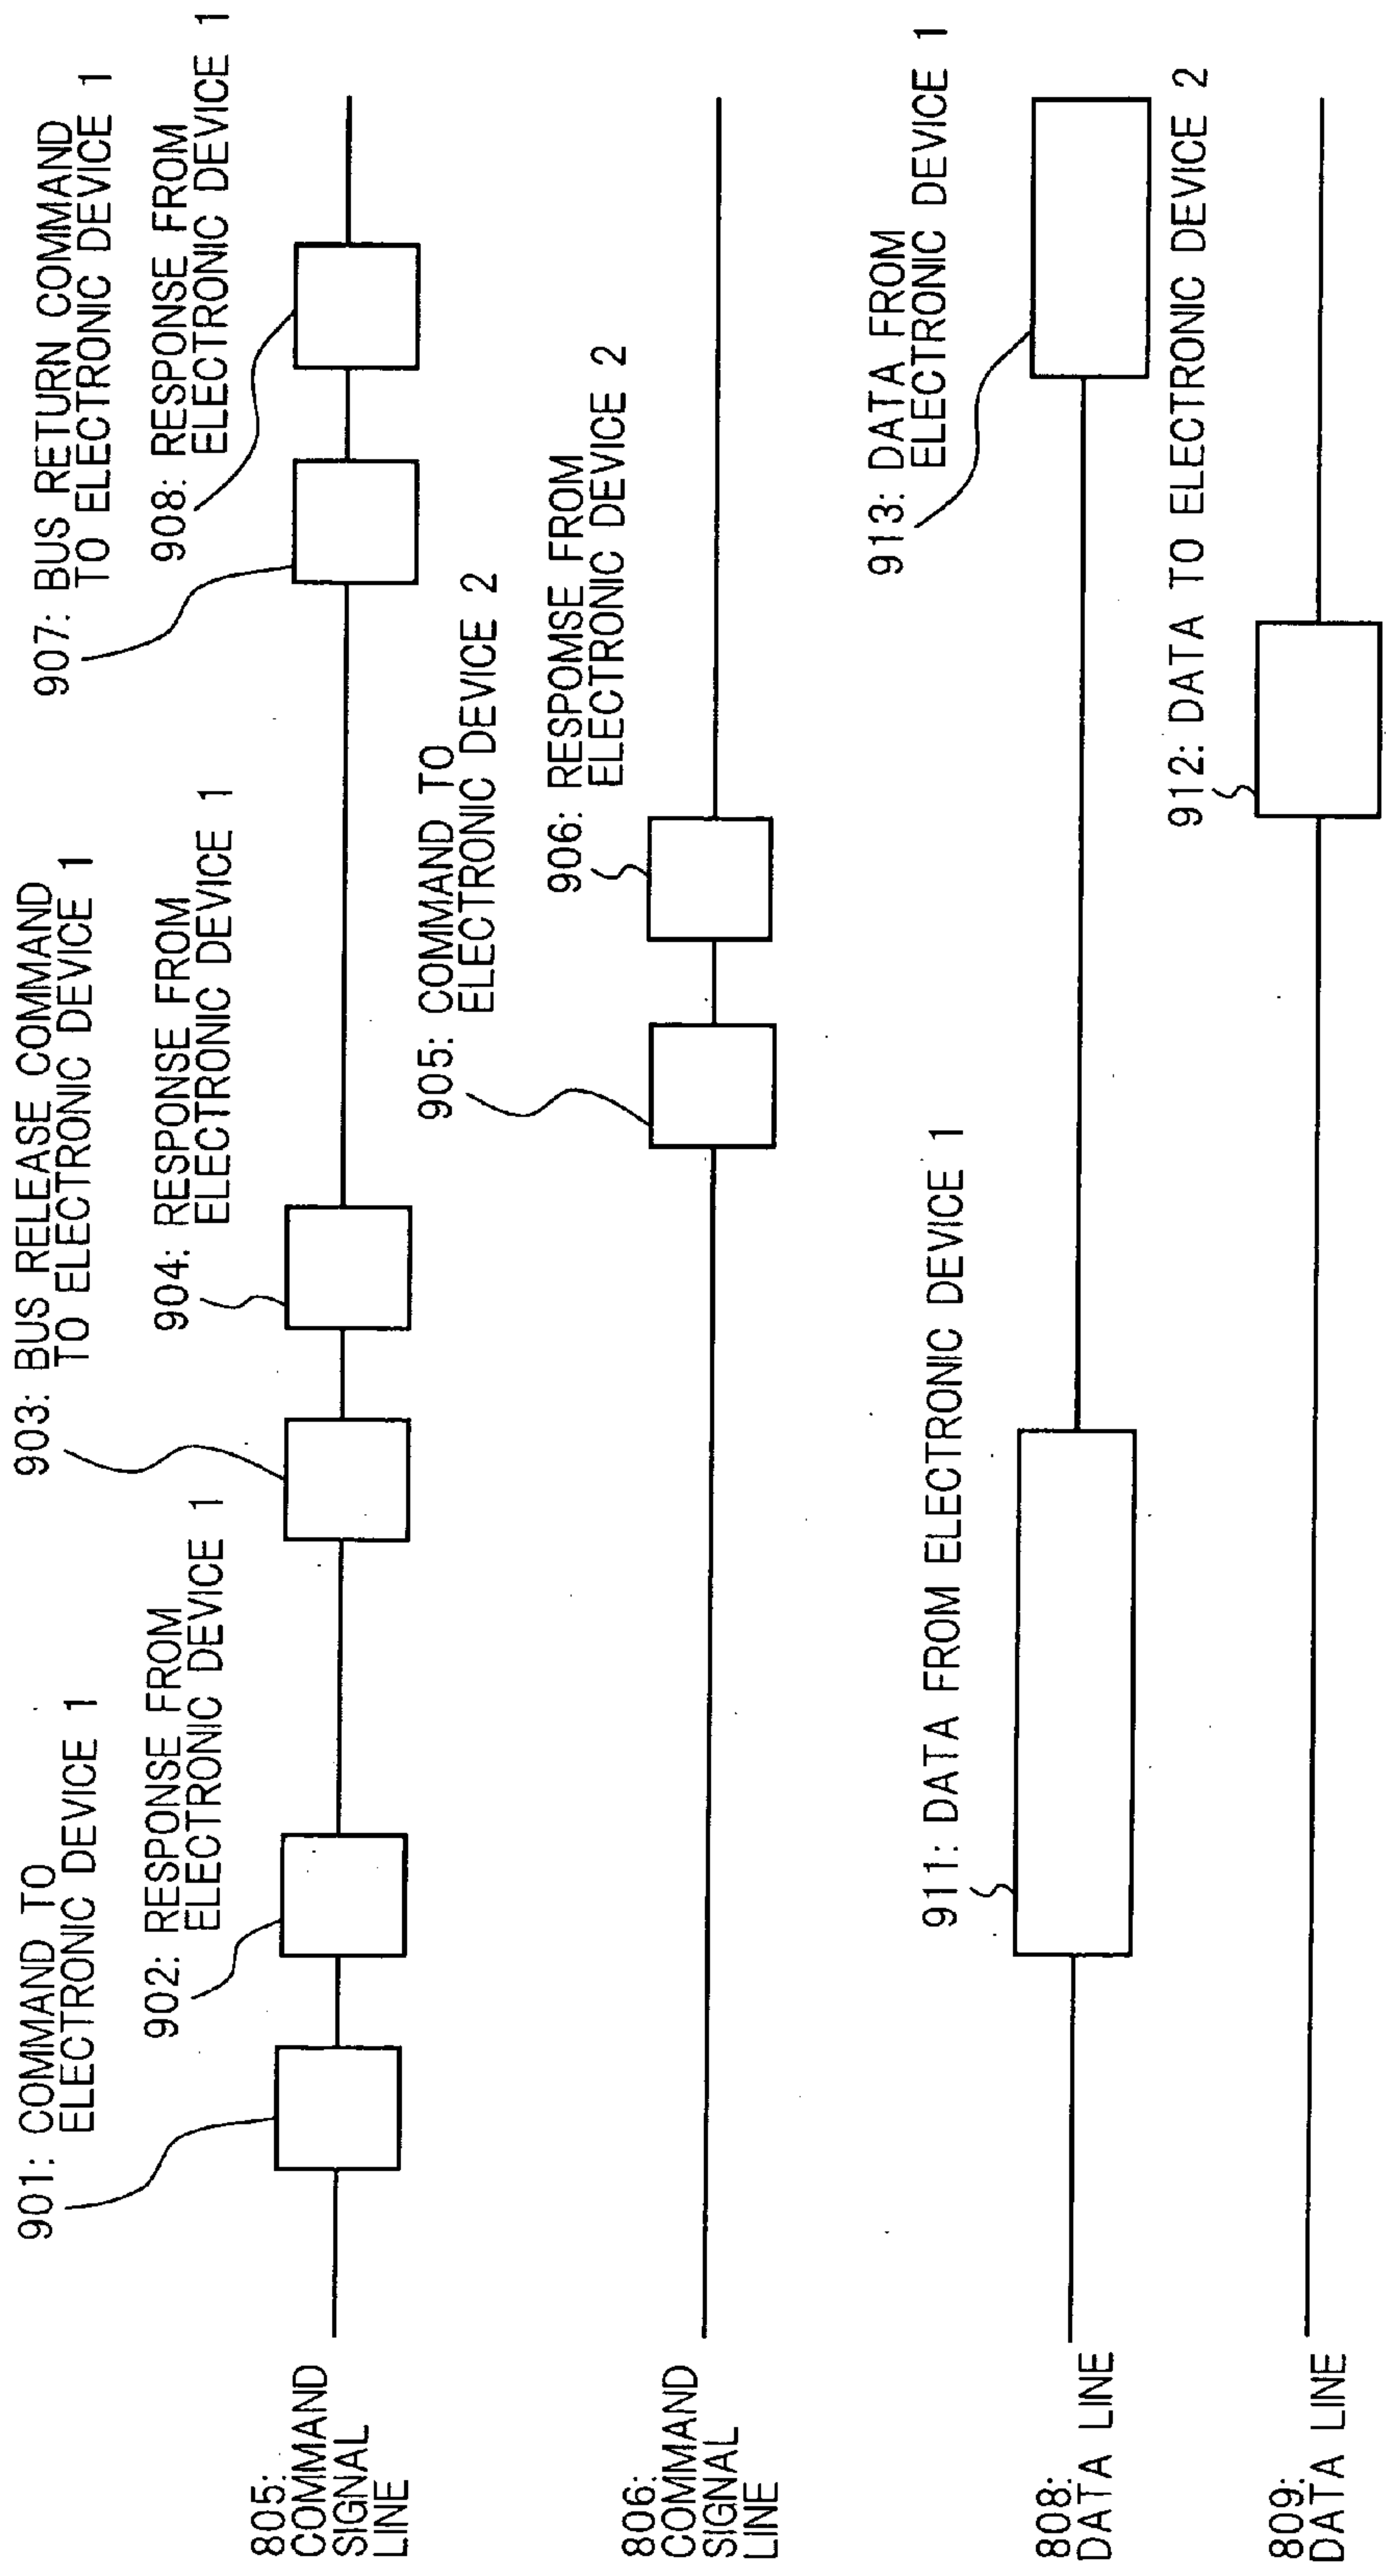 901: COMMAND TO
ELECTRONIC DEVICE 1
902: RESPONSE FROM
ELECTRONIC DEVICE 1
903: BUS RELEASE COMMAND
TO ELECTRONIC DEVICE 1
904: RESPONSE FROM
ELECTRONIC DEVICE 1
907: BUS RETURN COMMAND
TO ELECTRONIC DEVICE 1
908: RESPONSE FROM
ELECTRONIC DEVICE 1
805:
COMMAND
SIGNAL
LINE
905: COMMAND TO
ELECTRONIC DEVICE 2
906: RESPOMSE FROM
ELECTRONIC DEVICE 2
806:
COMMAND
SIGNAL
LINE
911: DATA FROM ELECTRONIC DEVICE 1
913: DATA FROM
ELECTRONIC DEVICE 1
808:
DATA LINE
912: DATA TO ELECTRONIC DEVICE 2
809:
DATA LINE